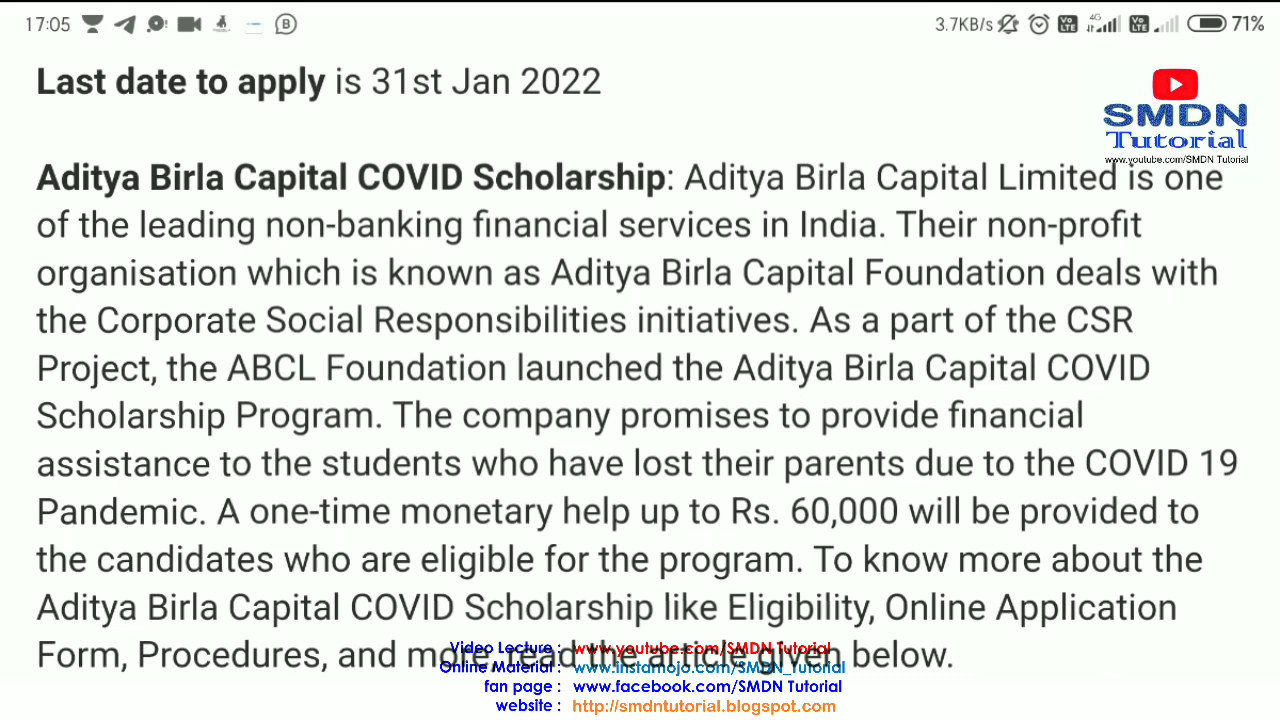 17:05
3.7KB/s 4G 71%
Last date to apply is 31st Jan 2022
SMDN
Tutorial
www.youtube.com/SMDN Tutorial
Aditya Birla Capital COVID Scholarship: Aditya Birla Capital Limited is one
of the leading non-banking financial services in India. Their non-profit
organisation which is known as Aditya Birla Capital Foundation deals with
the Corporate Social Responsibilities initiatives. As a part of the CSR
Project, the ABCL Foundation launched the Aditya Birla Capital COVID
Scholarship Program. The company promises to provide financial
assistance to the students who have lost their parents due to the COVID 19
Pandemic. A one-time monetary help up to Rs. 60,000 will be provided to
the candidates who are eligible for the program. To know more about the
Aditya Birla Capital COVID Scholarship like Eligibility, Online Application
Form, Procedures, and more, read the article given below.
Video Lecture : www.youtube.com/SMDN Tutorial
Online Material : www.instamojo.com/SMDN_Tutorial
fan page : www.facebook.com/SMDN Tutorial
website : http://smdntutorial.blogspot.com